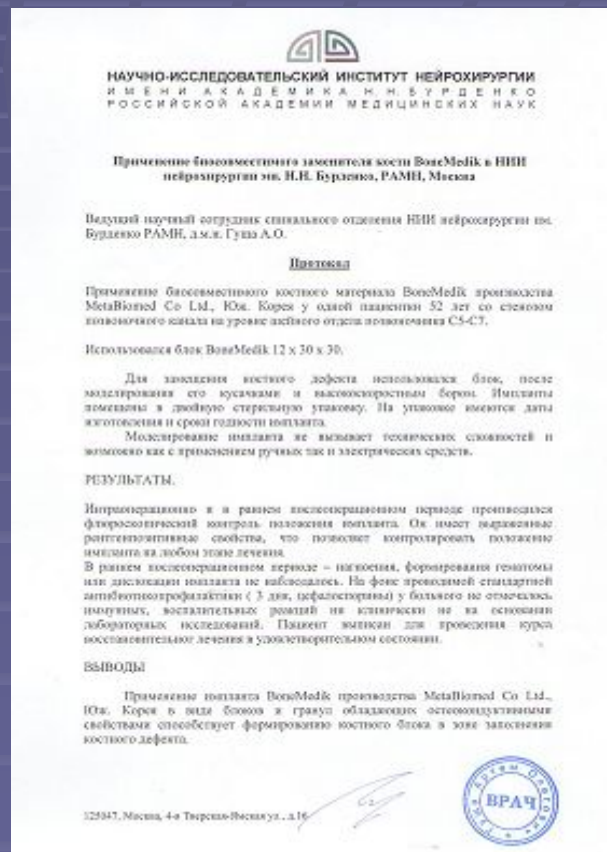 НАУЧНО-ИССЛЕДОВАТЕЛЬСКИЙ ИНСТИТУТ НЕЙРОХИРУРГИИ
ИМЕНИ АКАДЕМИКА Н.Н. БУРДЕНКО
РОССИЙСКОЙ АКАДЕМИИ МЕДИЦИНСКИХ НАУК
Применение биосовместимого заменителя кости BoneMedik в НИИ
нейрохирургии им. Н.Н. Бурденко, РАМН, Москва
Ведущий научный сотрудник спинального отделения НИИ нейрохирургии им.
Бурденко РАМН, д.м.н. Гуща А.О.
Протокол
Применение биосовместимого костного материала BoneMedik производства
MetaBiomed Co Ltd., Юж. Корея у одной пациентки 52 лет со стенозом
позвоночного канала на уровне шейного отдела позвоночника C5-C7.
Использовался блок BoneMedik 12 x 30 x 30.
Для замещения костного дефекта использовался блок, после
моделирования его кусачками и высокоскоростным бором. Импланты
помещены в двойную стерильную упаковку. На упаковке имеются даты
изготовления и сроки годности импланта.
Моделирование импланта не вызывает технических сложностей и
возможно как с применением ручных так и электрических средств.
РЕЗУЛЬТАТЫ.
Интраоперационно и в раннем послеоперационном периоде производился
флюроскопический контроль положения импланта. Он имеет выраженные
рентгенпозитивные свойства, что позволяет контролировать положение
импланта на любом этапе лечения.
В раннем послеоперационном периоде – нагноения, формирования гематомы
или дислокации импланта не наблюдалось. На фоне проводимой стандартной
антибиотикопрофилактики ( 3 дня, цефалоспорины) у больного не отмечалось
иммунных, воспалительных реакций ни клинически не на основании
лабораторных исследований. Пациент выписан для проведения курса
восстановительног лечения в удовлетворительном состоянии.
ВЫВОДЫ
Применение импланта BoneMedik производства MetaBiomed Co Ltd.,
Юж. Корея в виде блоков и гранул обладающих остеокондуктивными
свойствами способствует формированию костного блока в зоне заполнения
костного дефекта.
125047, Москва, 4-я Тверская-Ямская ул., д.16
Гуща Артем Олегович
ВРАЧ